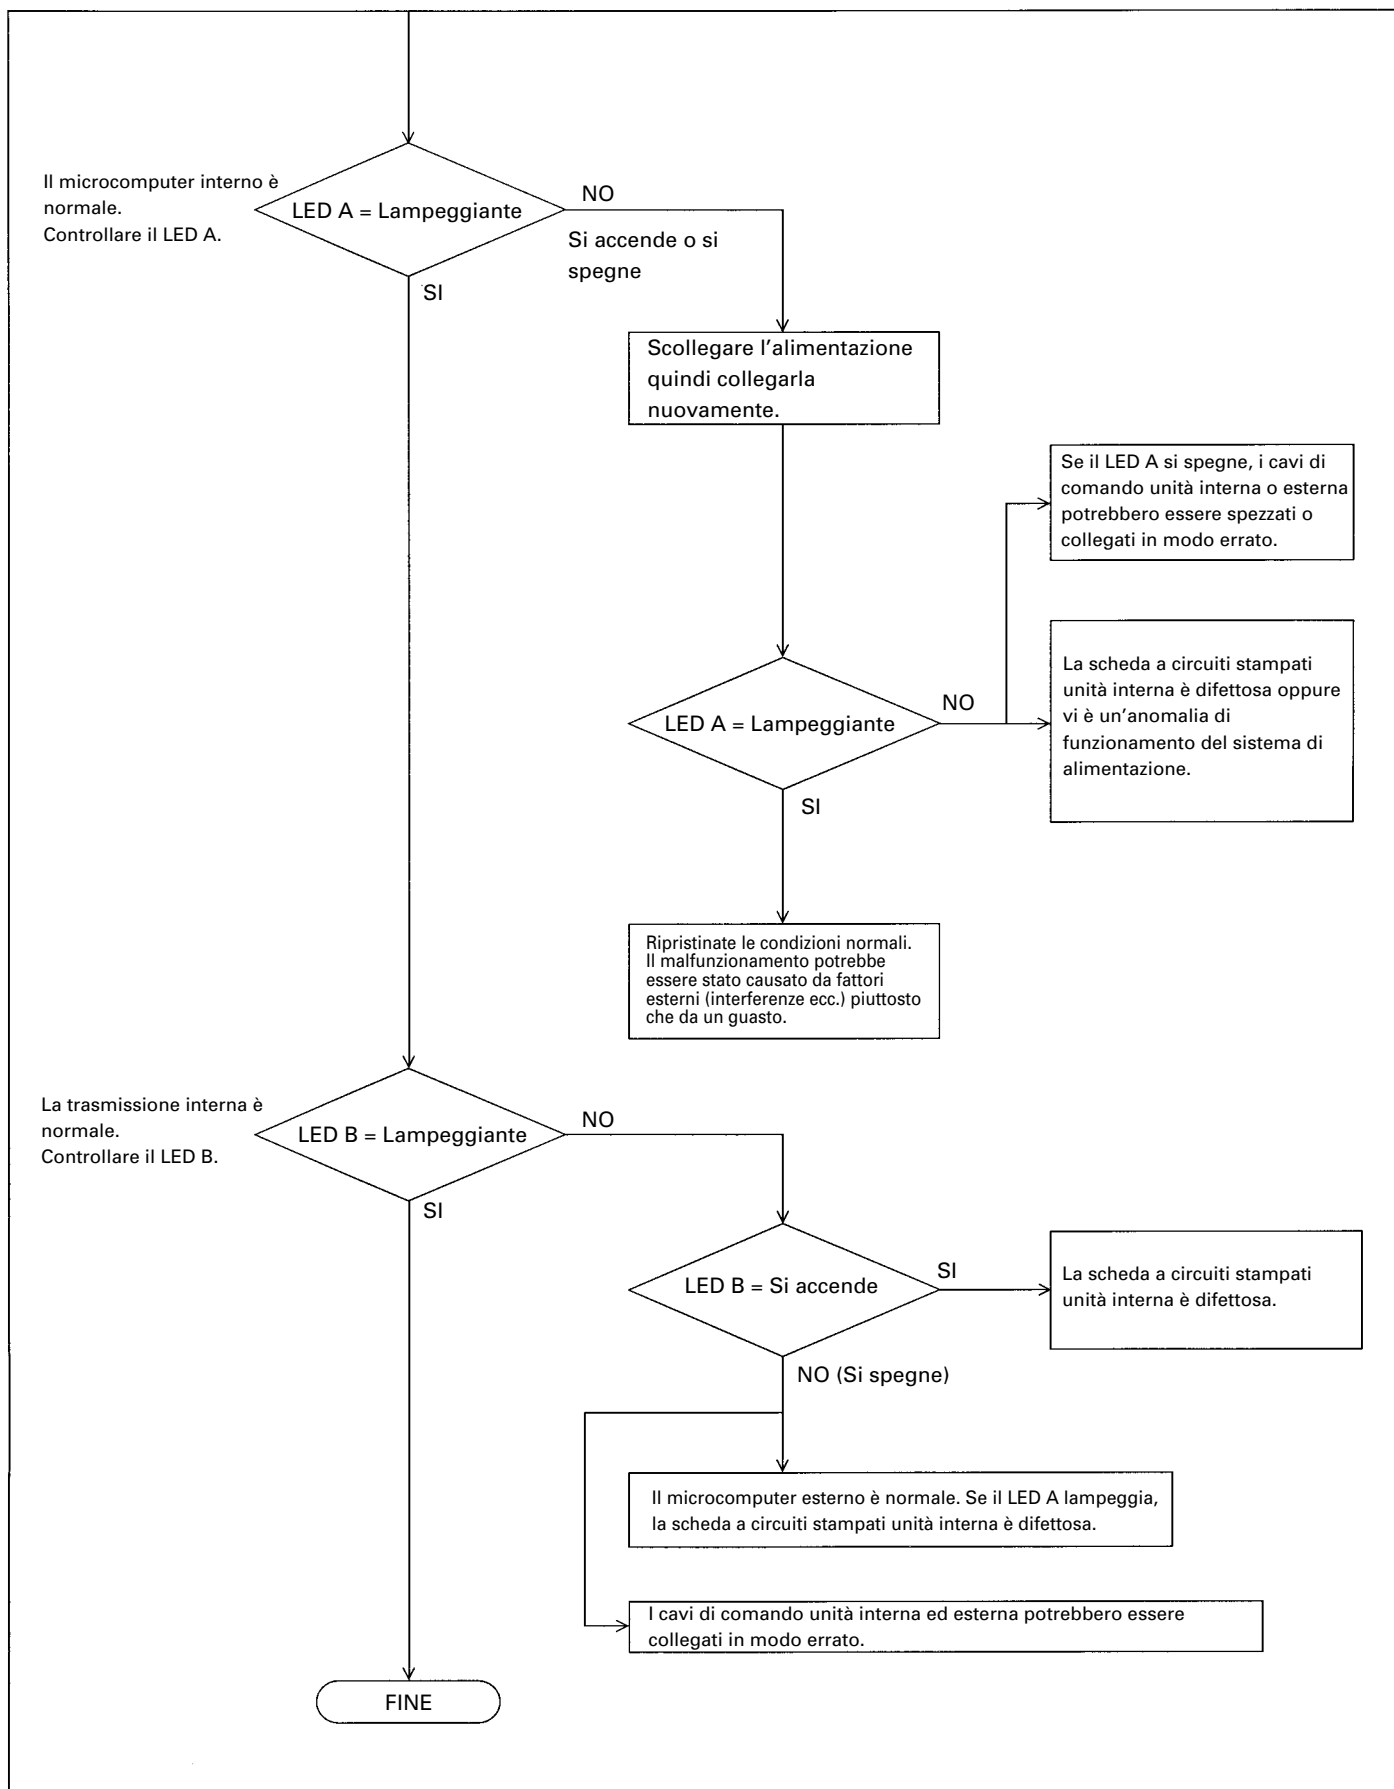 Il microcomputer interno è
normale.
Controllare il LED A.
LED A = Lampeggiante
NO
Si accende o si
spegne
SI
Scollegare l'alimentazione
quindi collegarla
nuovamente.
Se il LED A si spegne, i cavi di
comando unità interna o esterna
potrebbero essere spezzati o
collegati in modo errato.
LED A = Lampeggiante
NO
La scheda a circuiti stampati
unità interna è difettosa oppure
vi è un'anomalia di
funzionamento del sistema di
alimentazione.
SI
Ripristinate le condizioni normali.
Il malfunzionamento potrebbe
essere stato causato da fattori
esterni (interferenze ecc.) piuttosto
che da un guasto.
La trasmissione interna è
normale.
Controllare il LED B.
LED B = Lampeggiante
NO
SI
LED B = Si accende
SI
La scheda a circuiti stampati
unità interna è difettosa.
NO (Si spegne)
Il microcomputer esterno è normale. Se il LED A lampeggia,
la scheda a circuiti stampati unità interna è difettosa.
I cavi di comando unità interna ed esterna potrebbero essere
collegati in modo errato.
FINE